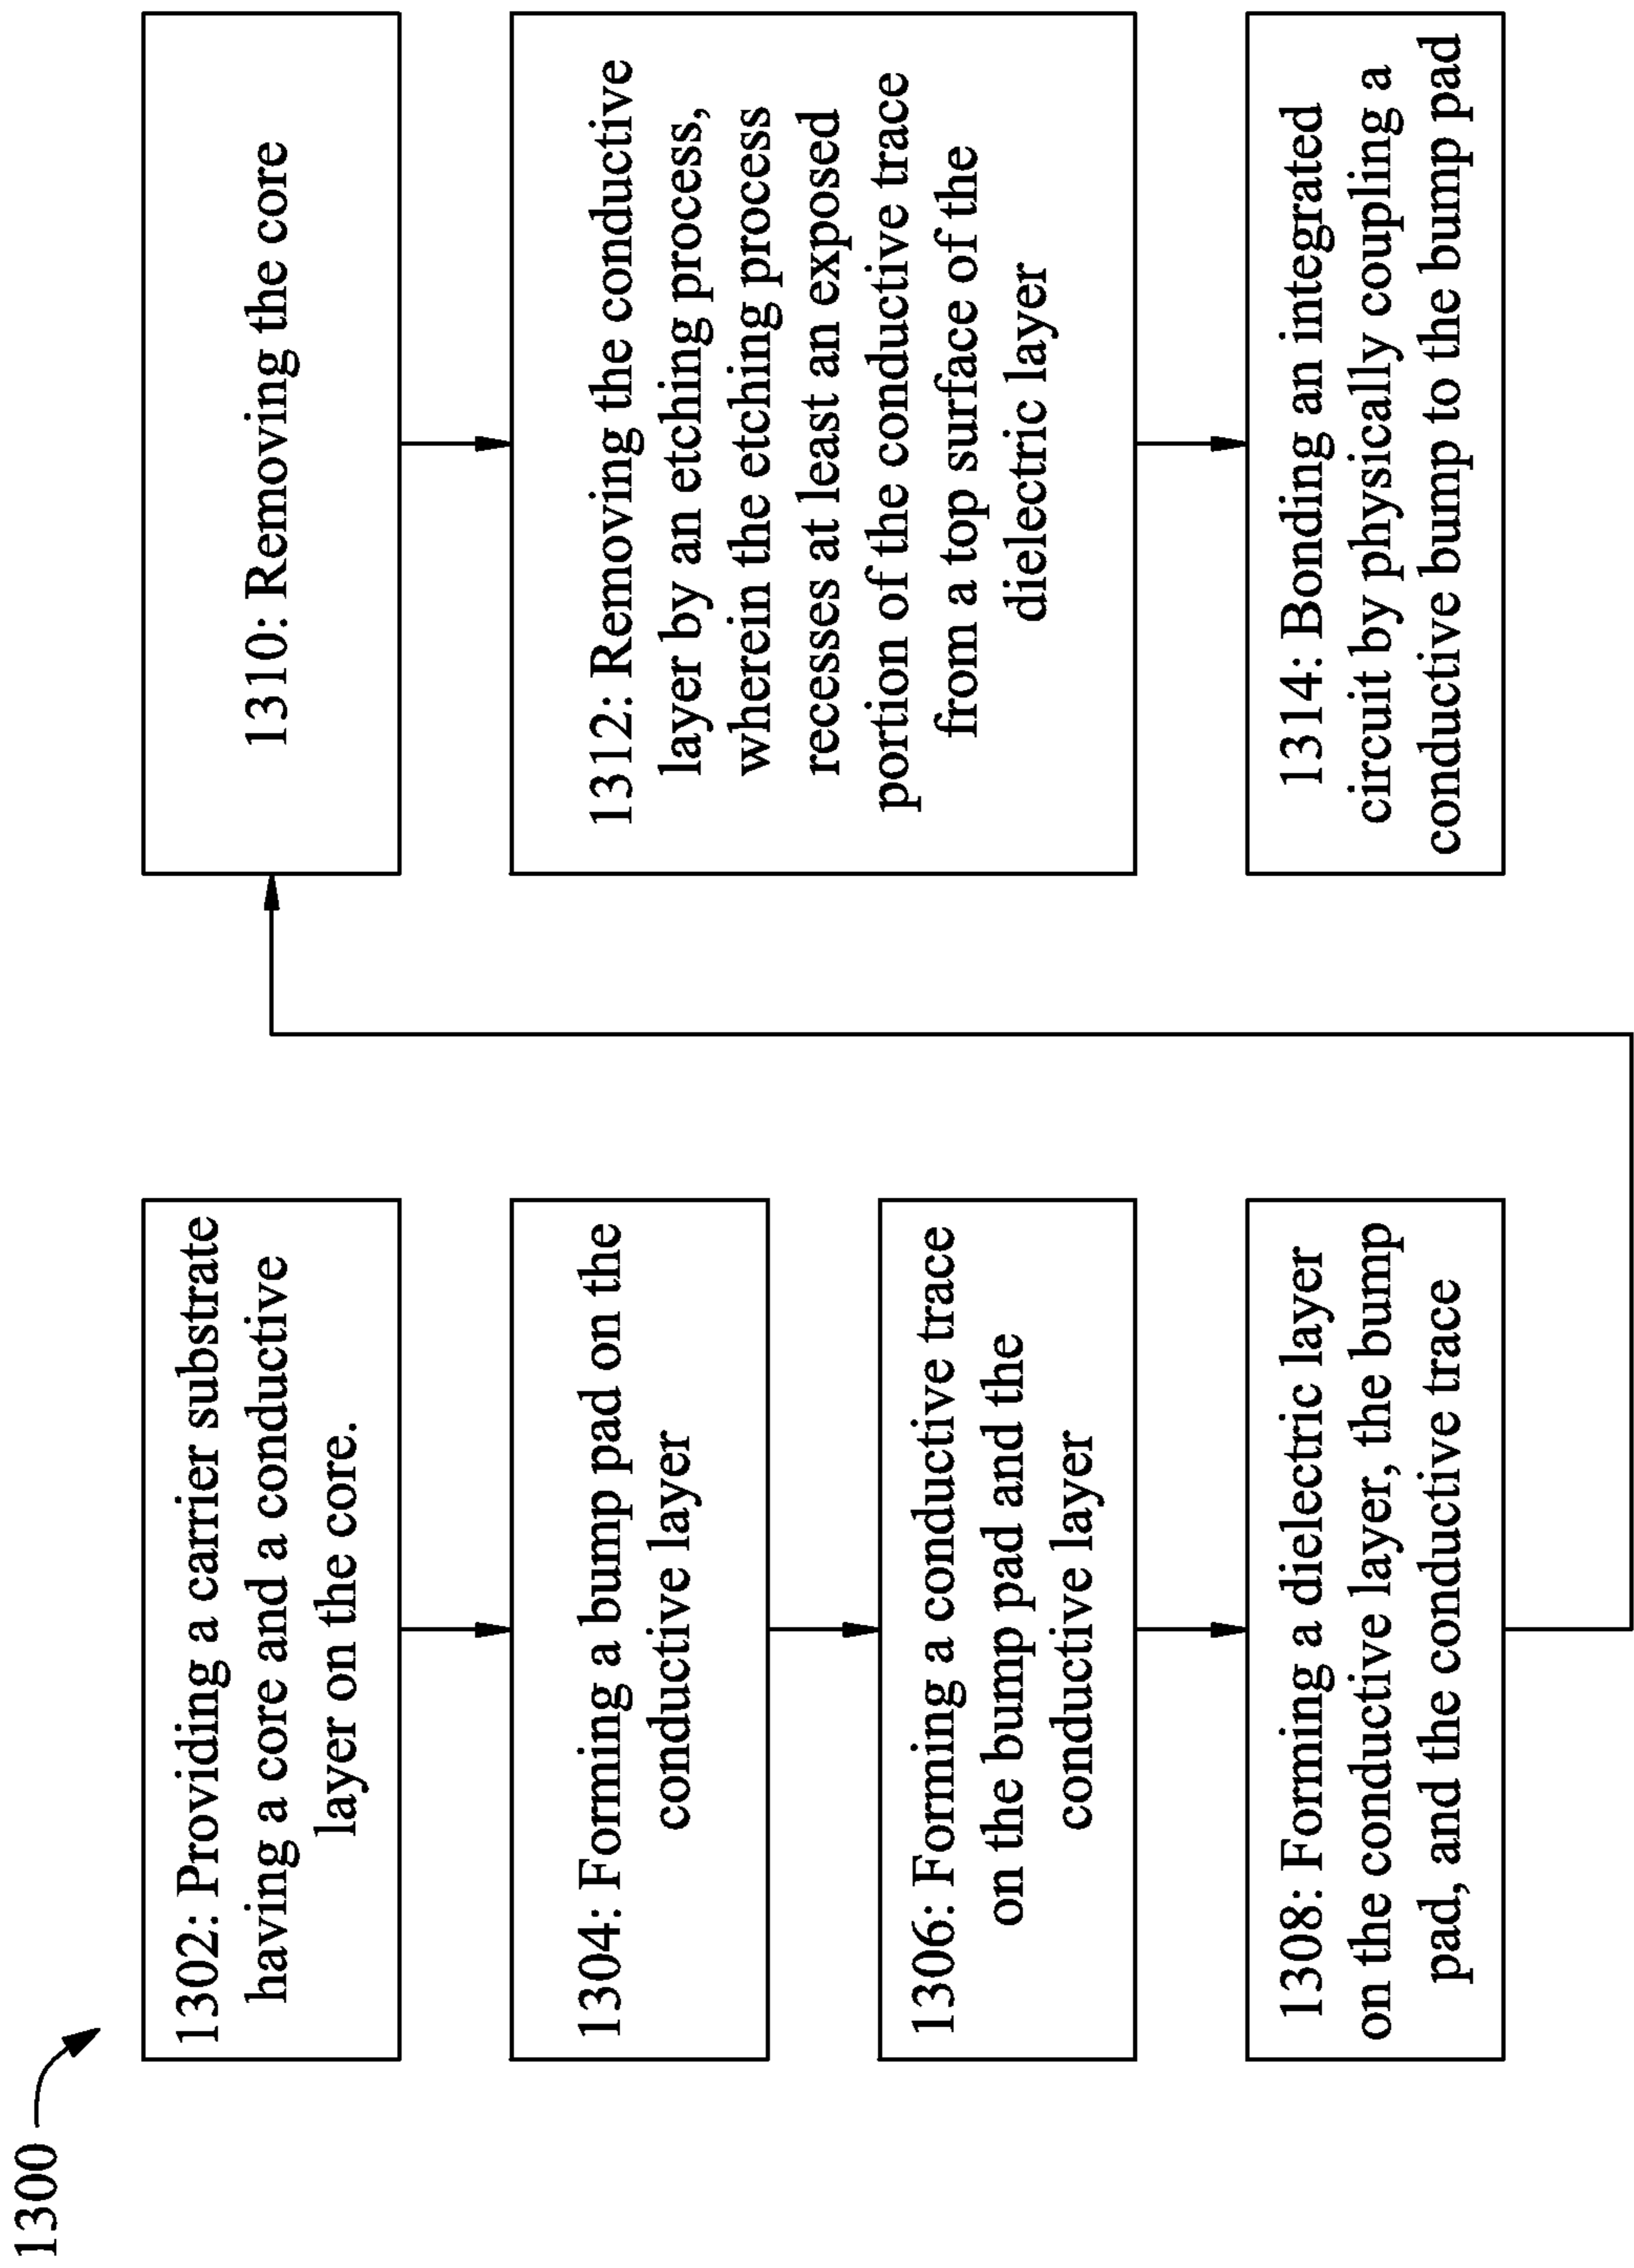 1300
1302: Providing a carrier substrate
having a core and a conductive
layer on the core.
1304: Forming a bump pad on the
conductive layer
1306: Forming a conductive trace
on the bump pad and the
conductive layer
1308: Forming a dielectric layer
on the conductive layer, the bump
pad, and the conductive trace
1310: Removing the core
1312: Removing the conductive
layer by an etching process,
wherein the etching process
recesses at least an exposed
portion of the conductive trace
from a top surface of the
dielectric layer
1314: Bonding an integrated
circuit by physically coupling a
conductive bump to the bump pad